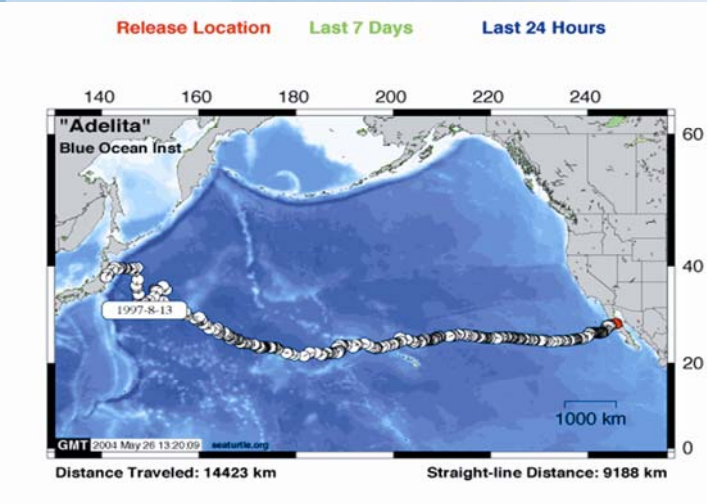 Release Location Last 7 Days Last 24 Hours
140 160 180 200 220 240
"Adelita"
Blue Ocean Inst
60
40
1997-8-13
20
1000 km
0
GMT 2004 May 26 13:20:09 seaturtle.org
Distance Traveled: 14423 km Straight-line Distance: 9188 km